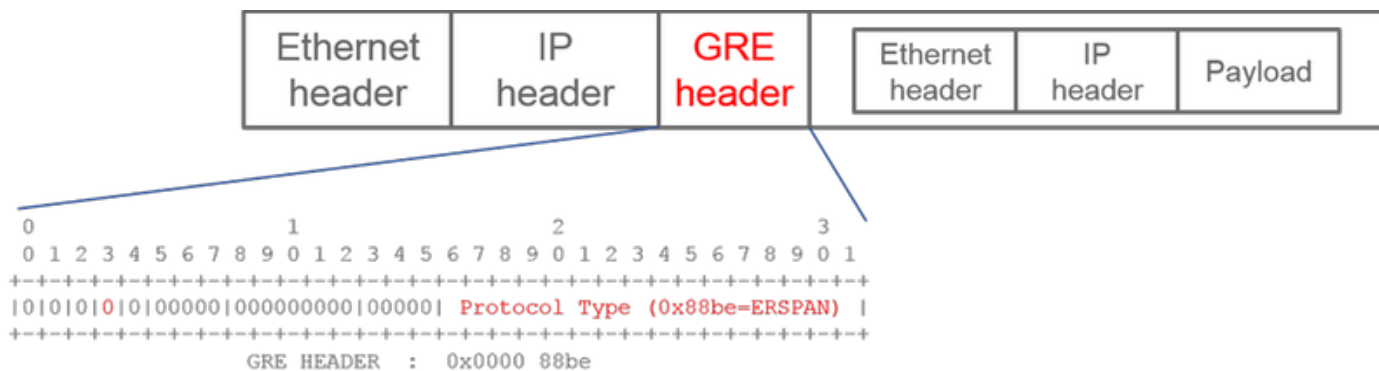 Ethernet header
IP header
GRE header
Ethernet header
IP header
Payload
0 1 2 3
0 1 2 3 4 5 6 7 8 9 0 1 2 3 4 5 6 7 8 9 0 1 2 3 4 5 6 7 8 9 0 1
+-+-+-+-+-+-+-+-+-+-+-+-+-+-+-+-+-+-+-+-+-+-+-+-+-+-+-+-+-+-+-+-+
|0|0|0|0|0|00000|000000000|00000| Protocol Type (0x88be=ERSPAN) |
+-+-+-+-+-+-+-+-+-+-+-+-+-+-+-+-+-+-+-+-+-+-+-+-+-+-+-+-+-+-+-+-+
GRE HEADER : 0x0000 88be